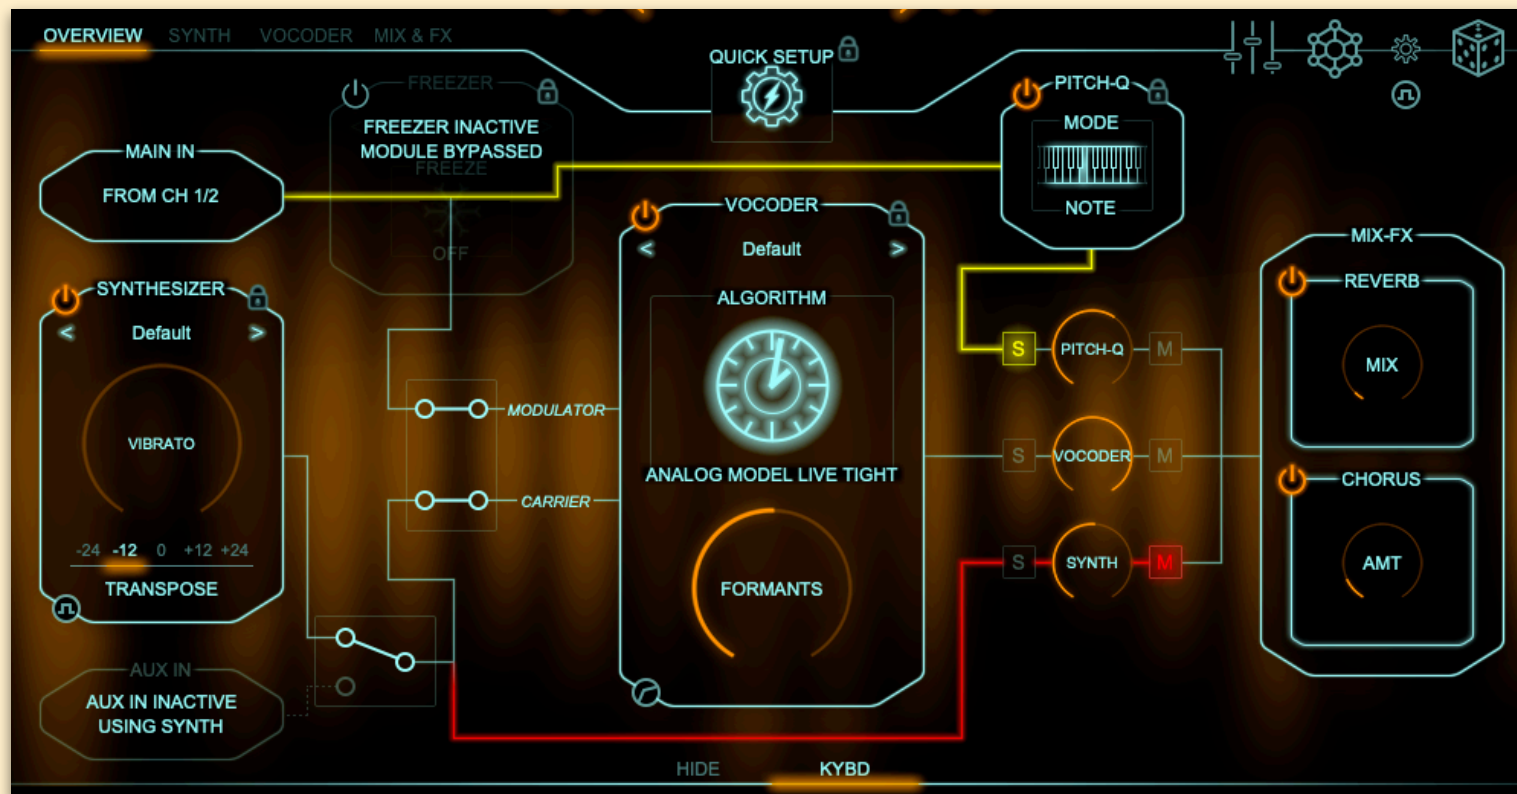 OVERVIEW SYNTH VOCODER MIX & FX
QUICK SETUP
FREEZER
FREEZER INACTIVE
MODULE BYPASSED
FREEZE
OFF
PITCH-Q
MODE
NOTE
MAIN IN
FROM CH 1/2
SYNTHESIZER
< Default >
VIBRATO
-24 -12 0 +12 +24
TRANSPOSE
AUX IN
AUX IN INACTIVE
USING SYNTH
MODULATOR
CARRIER
VOCODER
< Default >
ALGORITHM
ANALOG MODEL LIVE TIGHT
FORMANTS
S PITCH-Q M
S VOCODER M
S SYNTH M
MIX-FX
REVERB
MIX
CHORUS
AMT
HIDE KYBD